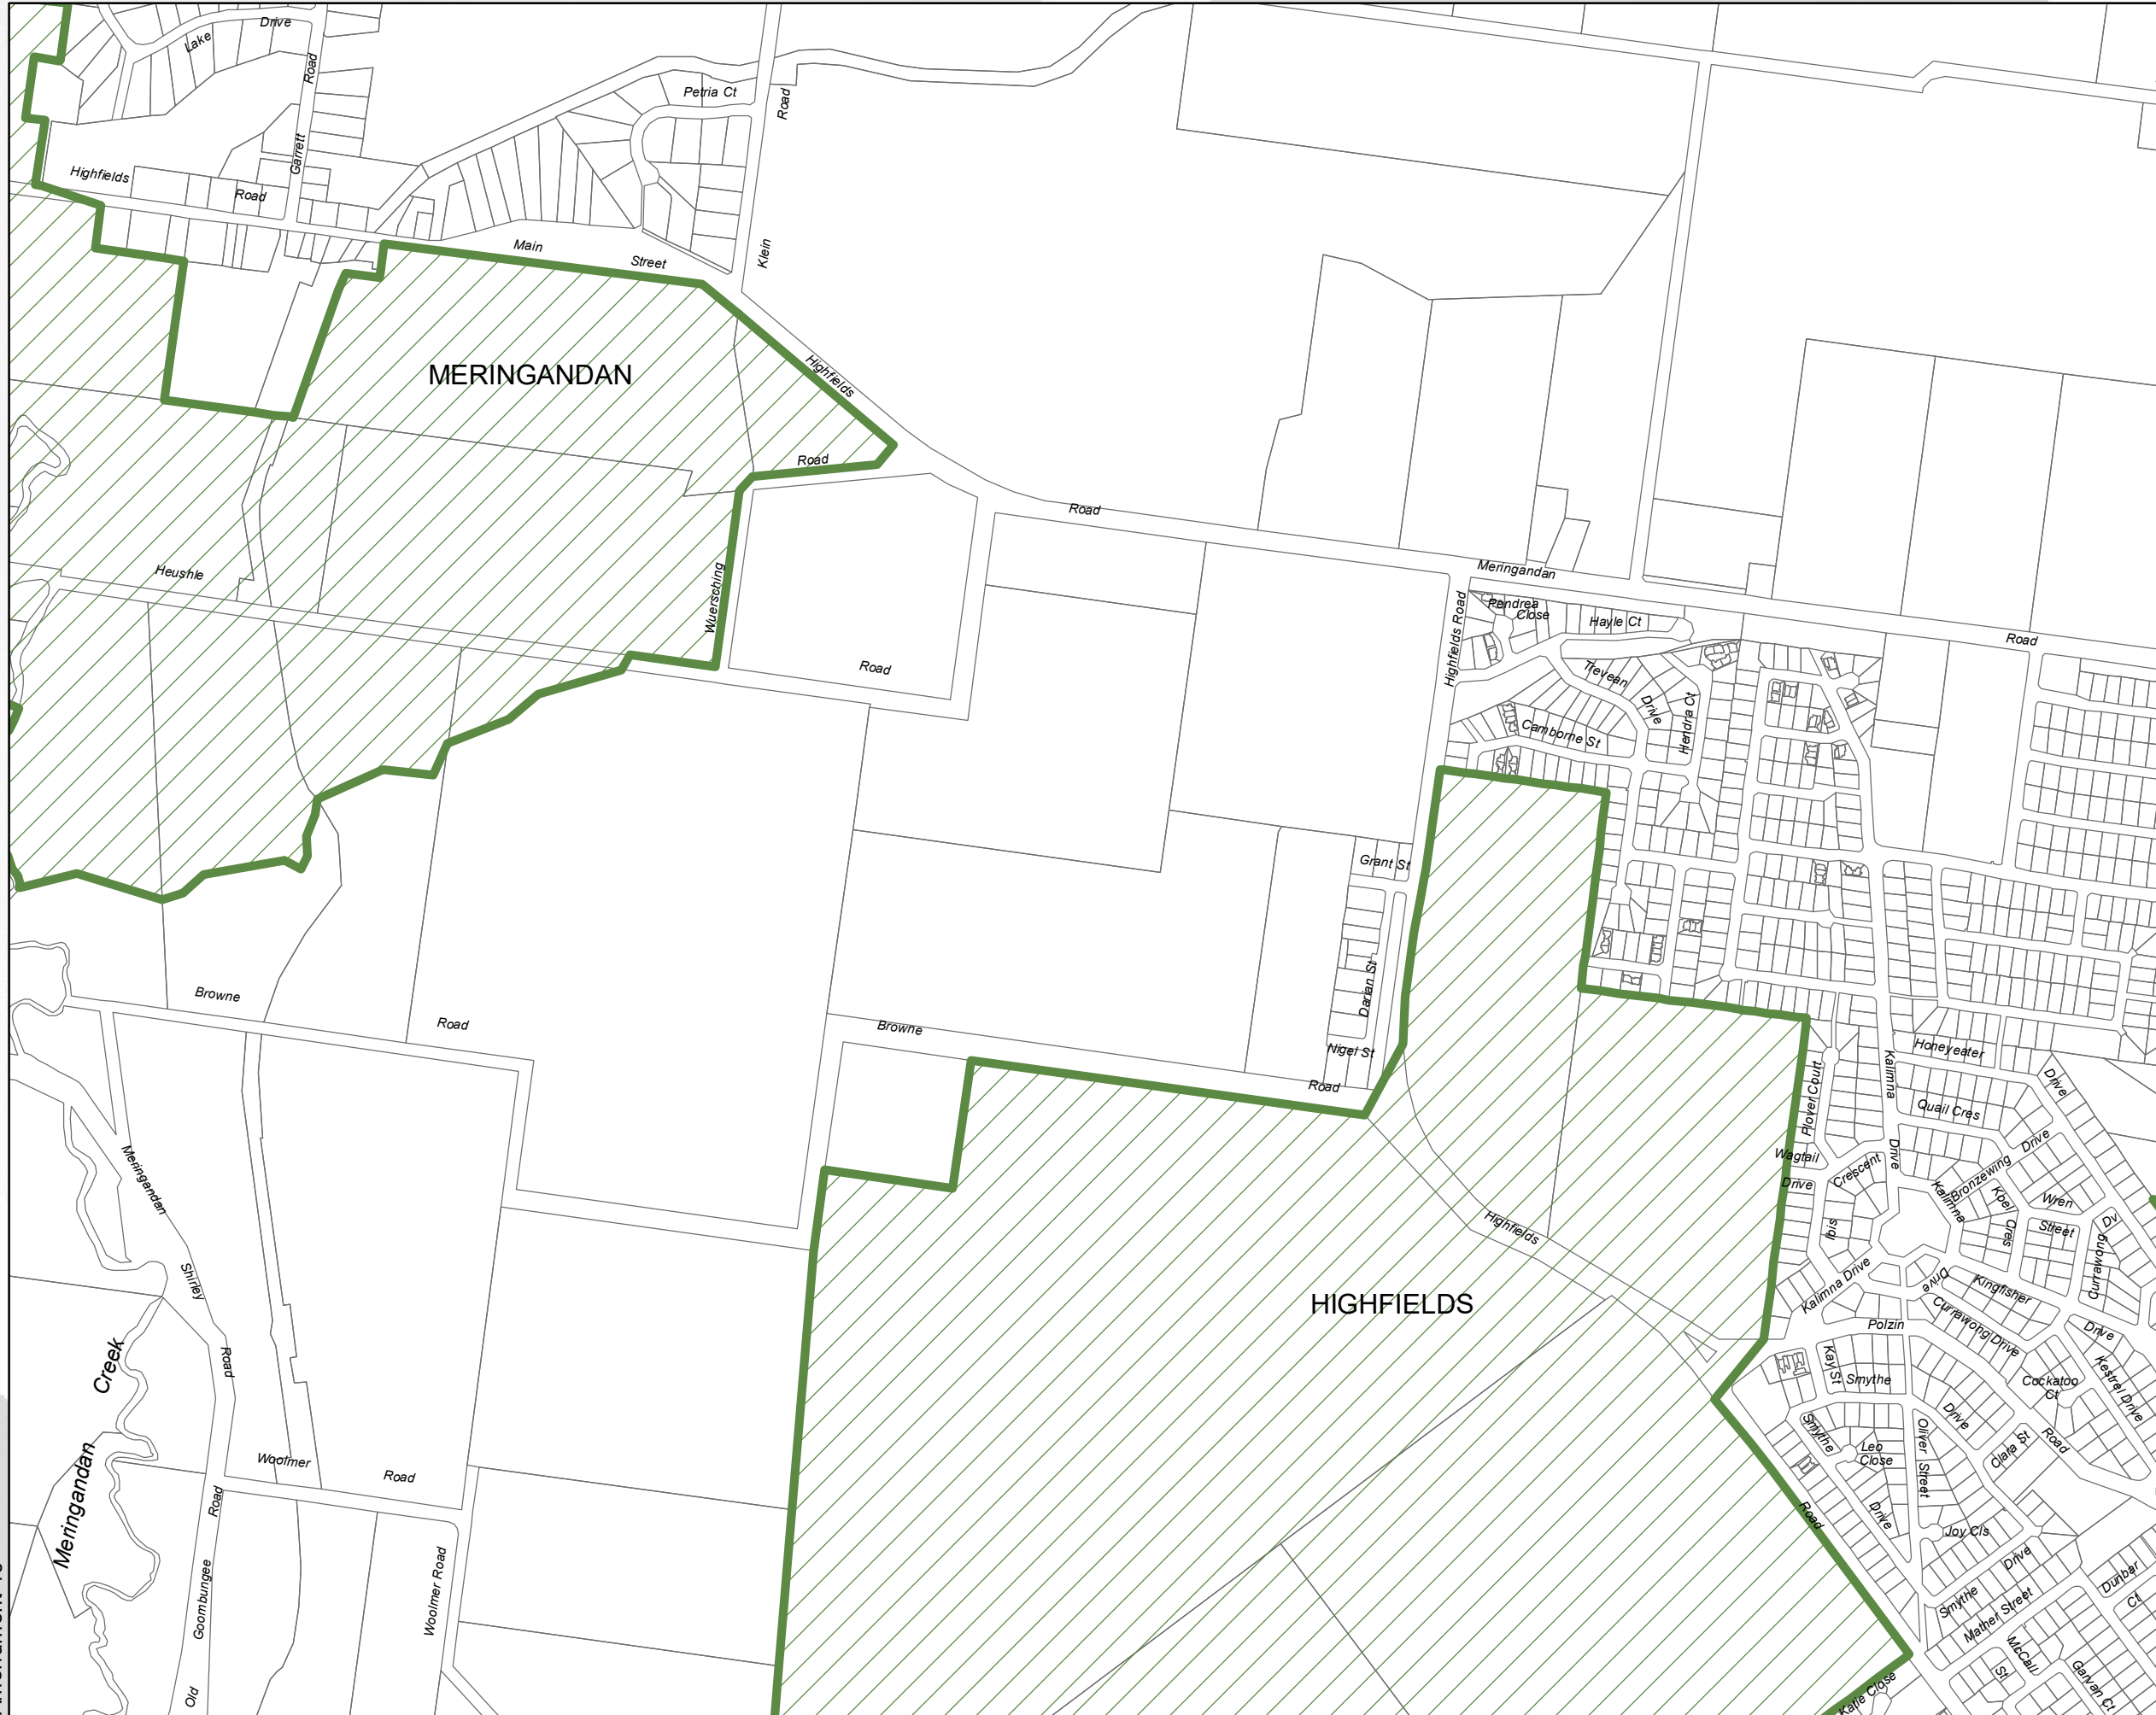 Lake
Drive
Road
Garrett
Highfields
Road
Petria Ct
Road
Klein
Main
Street
MERINGANDAN
Highfields
Road
Road
Heushle
Wuersching
Road
Meringandan
Road
Highfields Road
Pendrea
Close
Hayle Ct
Trevean
Drive
Hendra Ct
Camborne St
Grant St
Darian St
Nigel St
Browne
Road
Browne
Road
Honeyeater
Drive
Kalimna
Drive
Plover Court
Quail Cres
Wagtail
Drive
Crescent
Ibis
Bronzewing
Drive
Kalimna
Drive
Koel
Cres
Wren
Street
Currawong
Dv
Kalimna Drive
Kingfisher
Drive
Currawong Drive
Polzin
Road
Kay St
Smythe
Drive
Cockatoo
Ct
Kestrel Drive
Highfields
Road
HIGHFIELDS
Smythe
Drive
Leo
Close
Oliver
Street
Clara St
Joy Cls
Smythe
Drive
Mather Street
Dunbar
Ct
McCall
St
Garvan Ct
Katie Close
Meringandan
Shirley
Road
Meringandan
Creek
Woolmer
Road
Woolmer Road
Old
Goombungee
Road